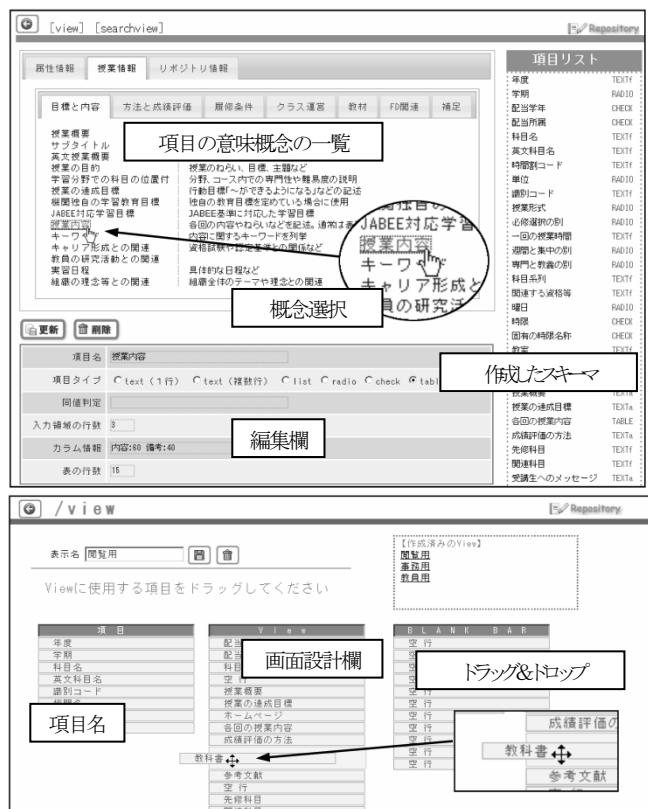 [view] [searchview]
Repository
属性情報 授業情報 リポジトリ情報
目標と内容 方法と成績評価 履修条件 クラス運営 教材 FD関連 補足
授業概要
サブタイトル
英文授業概要
授業の目的 授業のねらい、目標、主題など
学習分野での科目の位置付 分野、コース内での専門性や難易度の説明
授業の達成目標 行動目標「~ができるようになる」などの記述
機関独自の学習教育目標 独自の教育目標を定めている場合に使用
JABEE対応学習目標 JABEE基準に対応した学習目標
授業内容 各回の内容やねらいなどを記述。通常は表
キーワ 内容に関するキーワードを列挙
キャリア形成との関連 資格試験や認定基準との関係など
教員の研究活動との関連
実習日程 具体的な日程など
組織の理念等との関連 組織全体のテーマや理念との関連
項目の意味概念の一覧
概念選択
JABEE対応学習
授業内容
キーワ
キャリア形成と
員の研究活
更新 削除
項目名 授業内容
項目タイプ text (1行) text (複数行) list radio check tabl
同値判定
入力領域の行数 3
カラム情報 内容:60 備考:40
表の行数 15
編集欄
項目リスト
年度 TEXTf
学期 RADIO
配当学年 CHECK
配当所属 CHECK
科目名 TEXTf
英文科目名 TEXTf
時間割コード TEXTf
単位 RADIO
識別コード TEXTf
授業形式 RADIO
必修選択の別 RADIO
一回の授業時間 TEXTf
週間と集中の別 RADIO
専門と教養の別 RADIO
科目系列 TEXTf
関連する資格等 TEXTf
曜日 RADIO
時限 CHECK
固有の時限名称 CHECK
教室 TEXTf
作成したスキーマ
授業概要 TEXTa
授業の達成目標 TEXTa
各回の授業内容 TABLE
成績評価の方法 TEXTa
先修科目 TEXTf
関連科目 TEXTf
受講生へのメッセージ TEXTa
/view
Repository
表示名 閲覧用
【作成済みのView】
閲覧用
事務用
教員用
Viewに使用する項目をドラッグしてください
項 目
年度
学期
科目名
英文科目名
識別コード
項目名
View
配当
配当
科目
空 行
授業概要
授業の達成目標
ホームページ
各回の授業内容
成績評価の方法
教科書
参考文献
空 行
先修科目
画面設計欄
BLANK BAR
空 行
空 行
空 行
空 行
空 行
空 行
ドラッグ&ドロップ
成績評価の
教科書
参考文献